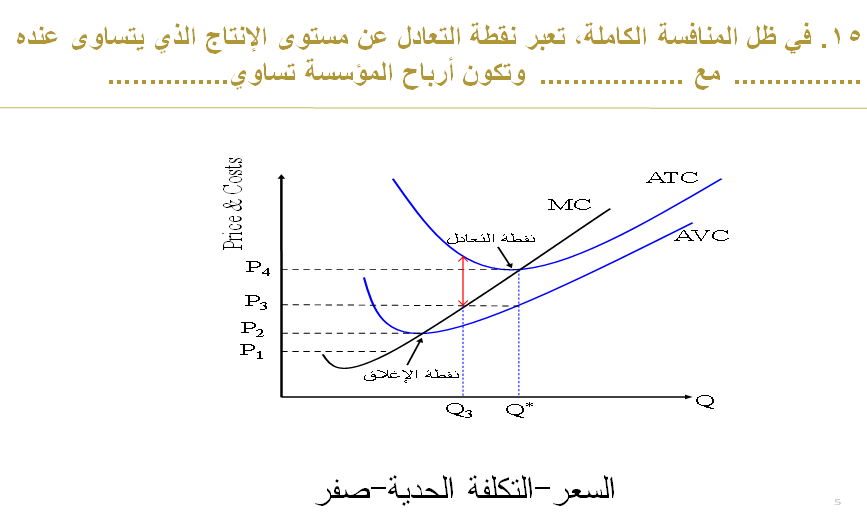 ١٥. في ظل المنافسة الكاملة، تعبر نقطة التعادل عن مستوى الإنتاج الذي يتساوى عنده
................ مع .................. وتكون أرباح المؤسسة تساوي...............
Price & Costs
ATC
MC
AVC
نقطة التعادل
P4
P3
P2
P1
نقطة الإغلاق
Q3
Q*
Q
السعر-التكلفة الحدية-صفر
5